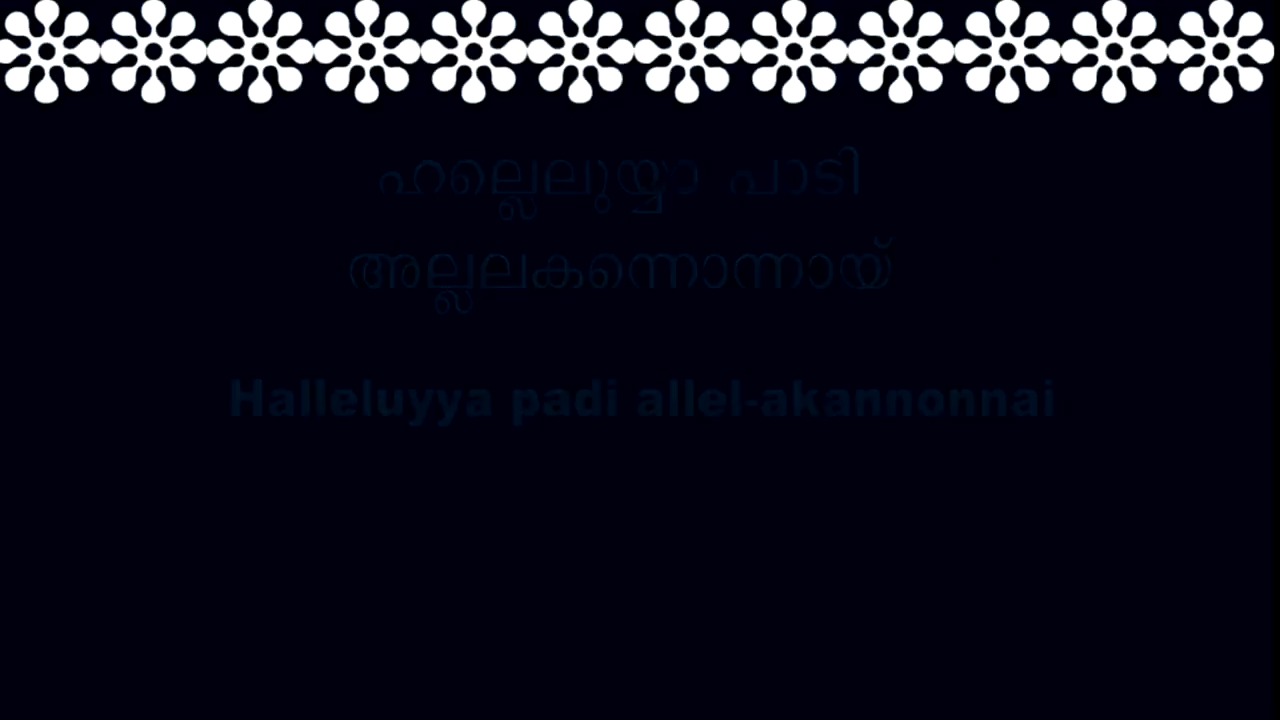 ഹല്ലെലുയ്യാ പാടി
അല്ലലകന്നൊന്നായ്
Halleluyya padi allel-akannonnai